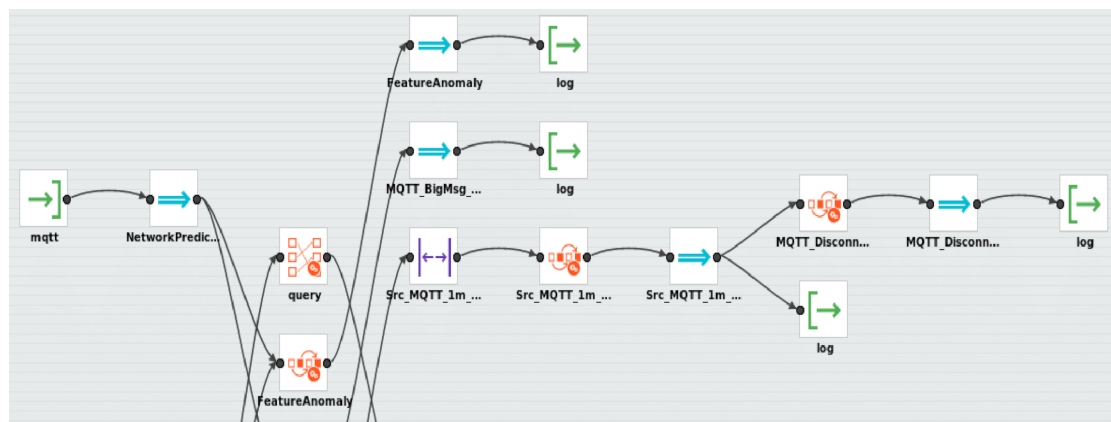 FeatureAnomaly
log
MQTT_BigMsg_...
log
mqtt
NetworkPredic...
MQTT_Disconn...
MQTT_Disconn...
log
query
Src_MQTT_1m_...
Src_MQTT_1m_...
Src_MQTT_1m_...
log
FeatureAnomaly